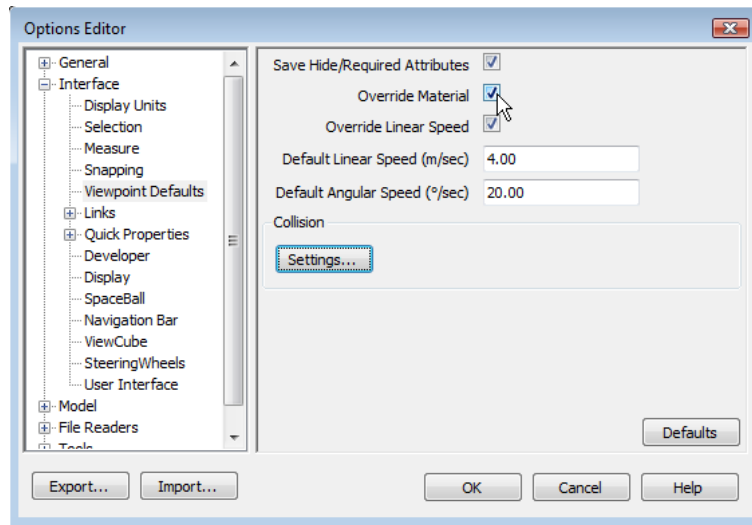 Options Editor
General
Interface
Display Units
Selection
Measure
Snapping
Viewpoint Defaults
Links
Quick Properties
Developer
Display
SpaceBall
Navigation Bar
ViewCube
SteeringWheels
User Interface
Model
File Readers
Tools
Save Hide/Required Attributes
Override Material
Override Linear Speed
Default Linear Speed (m/sec) 4.00
Default Angular Speed (°/sec) 20.00
Collision
Settings...
Defaults
Export... Import... OK Cancel Help